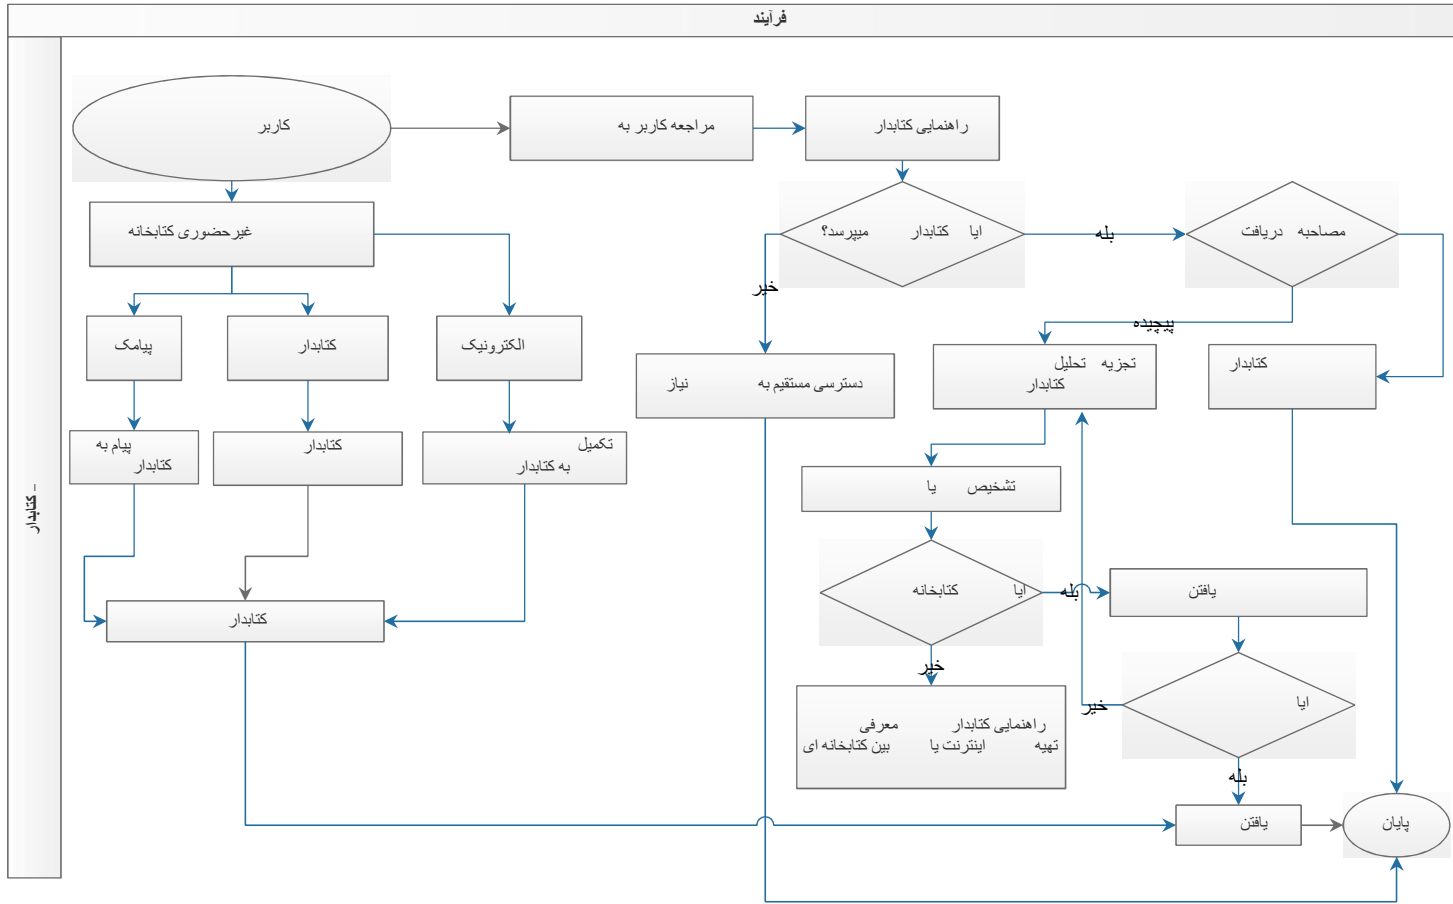 فرآیند
کاربر
مراجعه کاربر به
راهنمایی کتابدار
غیرحضوری کتابخانه
ایا کتابدار میپرسد؟
بله
مصاحبه دریافت
خیر
پیچیده
پیامک
کتابدار
الکترونیک
دسترسی مستقیم به نیاز
تجزیه تحلیل
کتابدار
کتابدار
پیام به
کتابدار
کتابدار
تکمیل
به کتابدار
تشخیص یا
- کتابدار
ایا کتابخانه
بله
یافتن
کتابدار
خیر
راهنمایی کتابدار معرفی
تهیه اینترنت یا بین کتابخانه ای
ایا
خیر
بله
یافتن
پایان